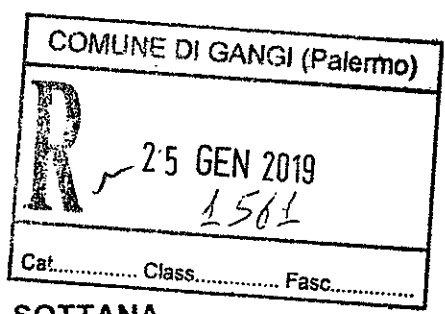 COMUNE DI GANGI (Palermo)
R
25 GEN 2019
1561
Cat.............. Class.............. Fasc..............
SOTTANA